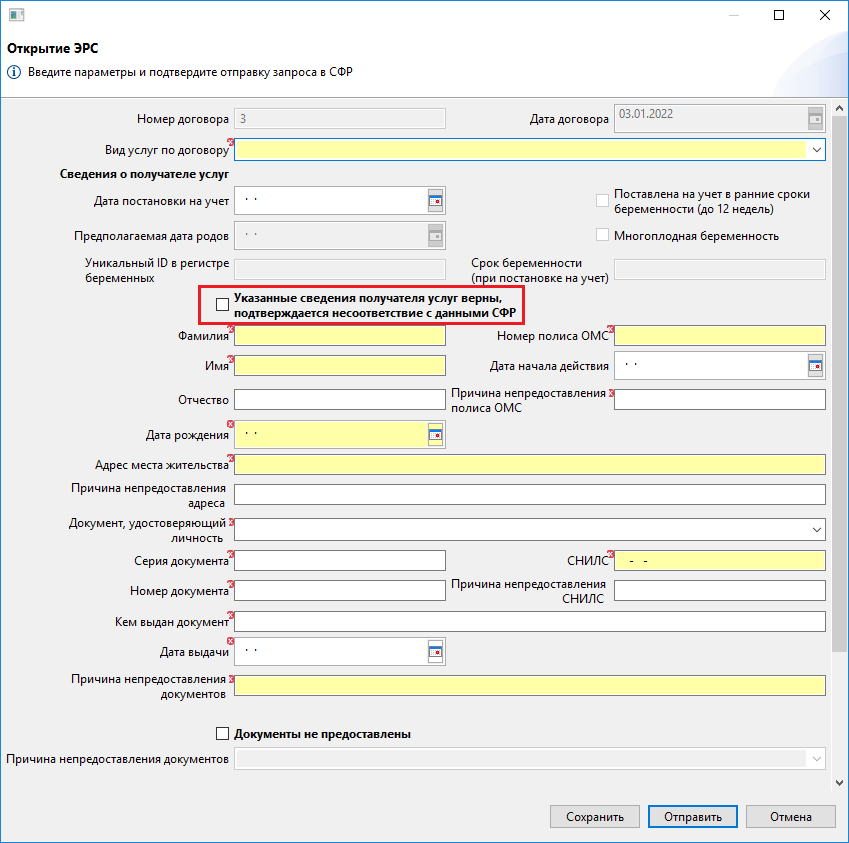 Открытие ЭРС
Введите параметры и подтвердите отправку запроса в СФР
Номер договора 3 Дата договора 03.01.2022
Вид услуг по договору
Сведения о получателе услуг
Дата постановки на учет . .
Поставлена на учет в ранние сроки
беременности (до 12 недель)
Предполагаемая дата родов . . Многоплодная беременность
Уникальный ID в регистре
беременных
Срок беременности
(при постановке на учет)
Указанные сведения получателя услуг верны,
подтверждается несоответствие с данными СФР
Фамилия Номер полиса ОМС
Имя Дата начала действия . .
Отчество
Причина непредоставления
полиса ОМС
Дата рождения . .
Адрес места жительства
Причина непредоставления
адреса
Документ, удостоверяющий
личность
Серия документа СНИЛС - -
Номер документа
Причина непредоставления
СНИЛС
Кем выдан документ
Дата выдачи . .
Причина непредоставления
документов
Документы не предоставлены
Причина непредоставления документов
Сохранить Отправить Отмена